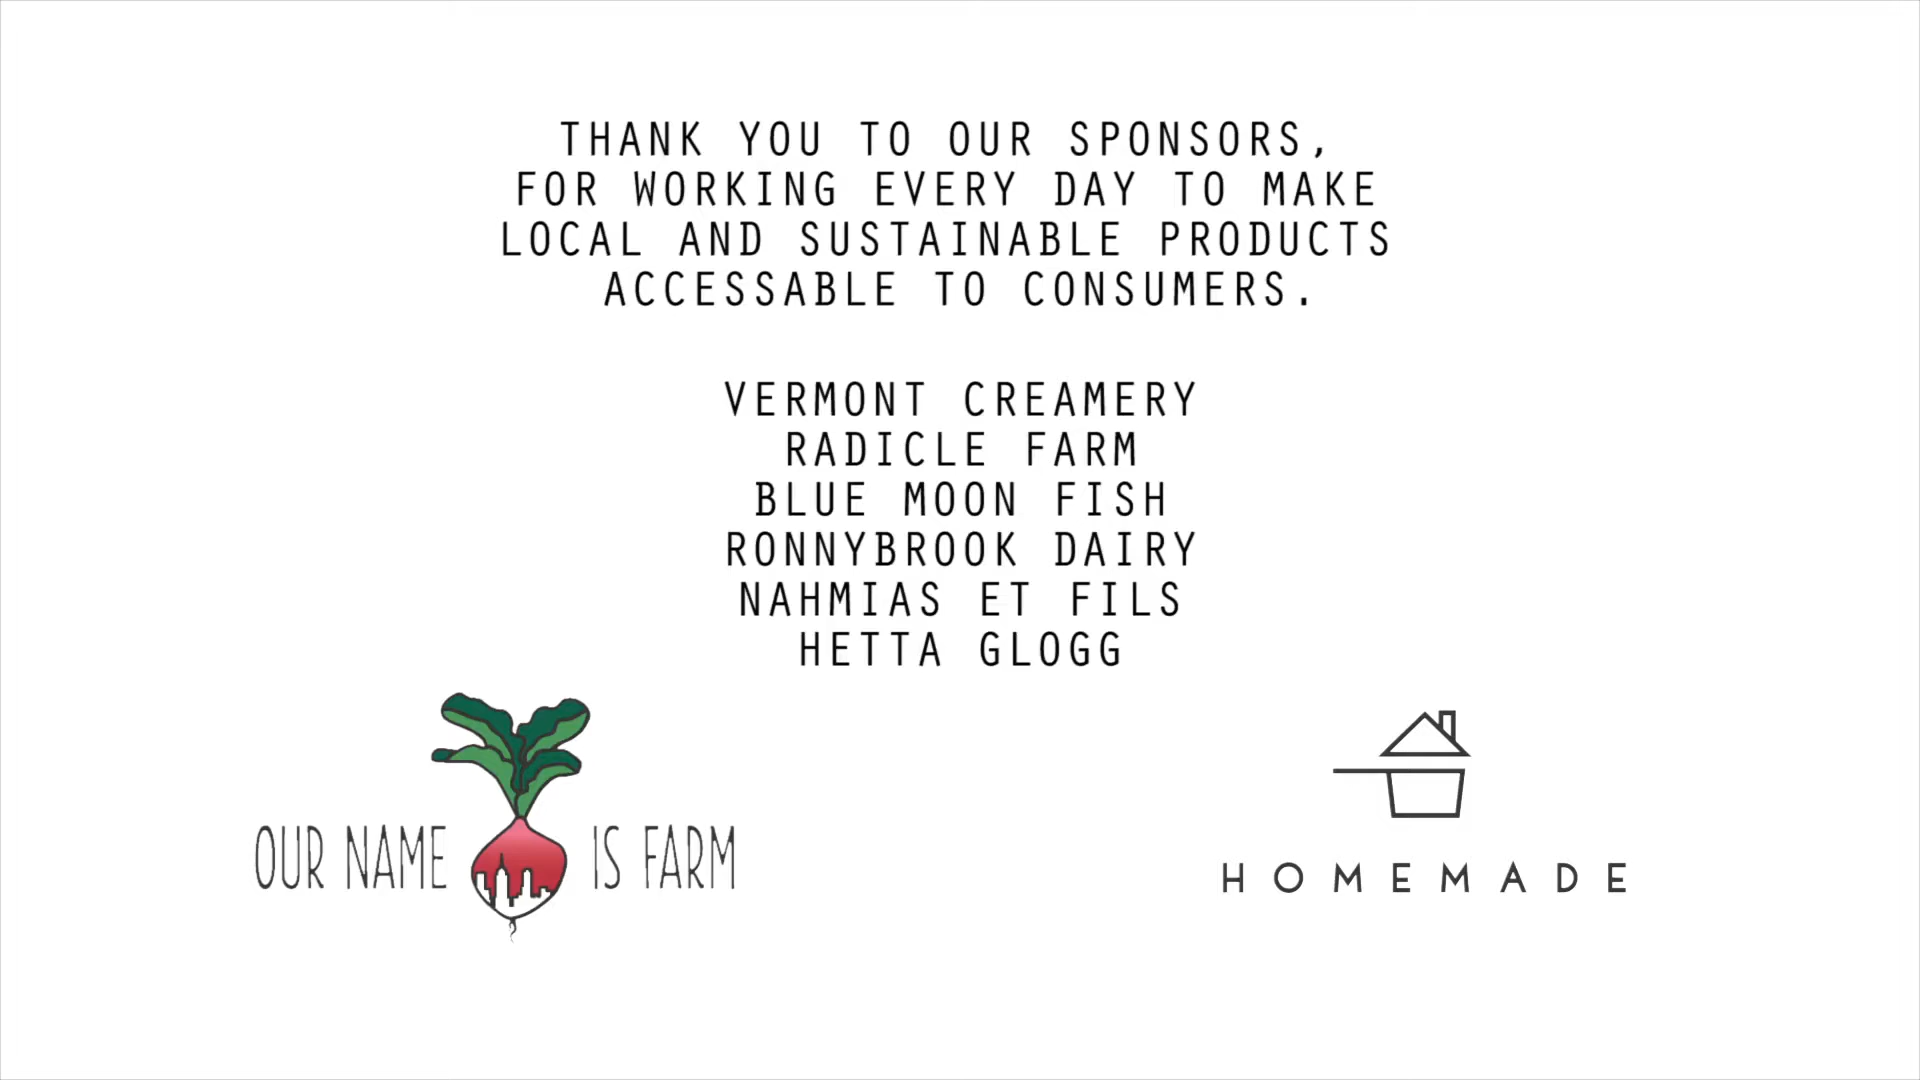 THANK YOU TO OUR SPONSORS,
FOR WORKING EVERY DAY TO MAKE
LOCAL AND SUSTAINABLE PRODUCTS
ACCESSABLE TO CONSUMERS.
VERMONT CREAMERY
RADICLE FARM
BLUE MOON FISH
RONNYBROOK DAIRY
NAHMIAS ET FILS
HETTA GLOGG
OUR NAME IS FARM
HOMEMADE